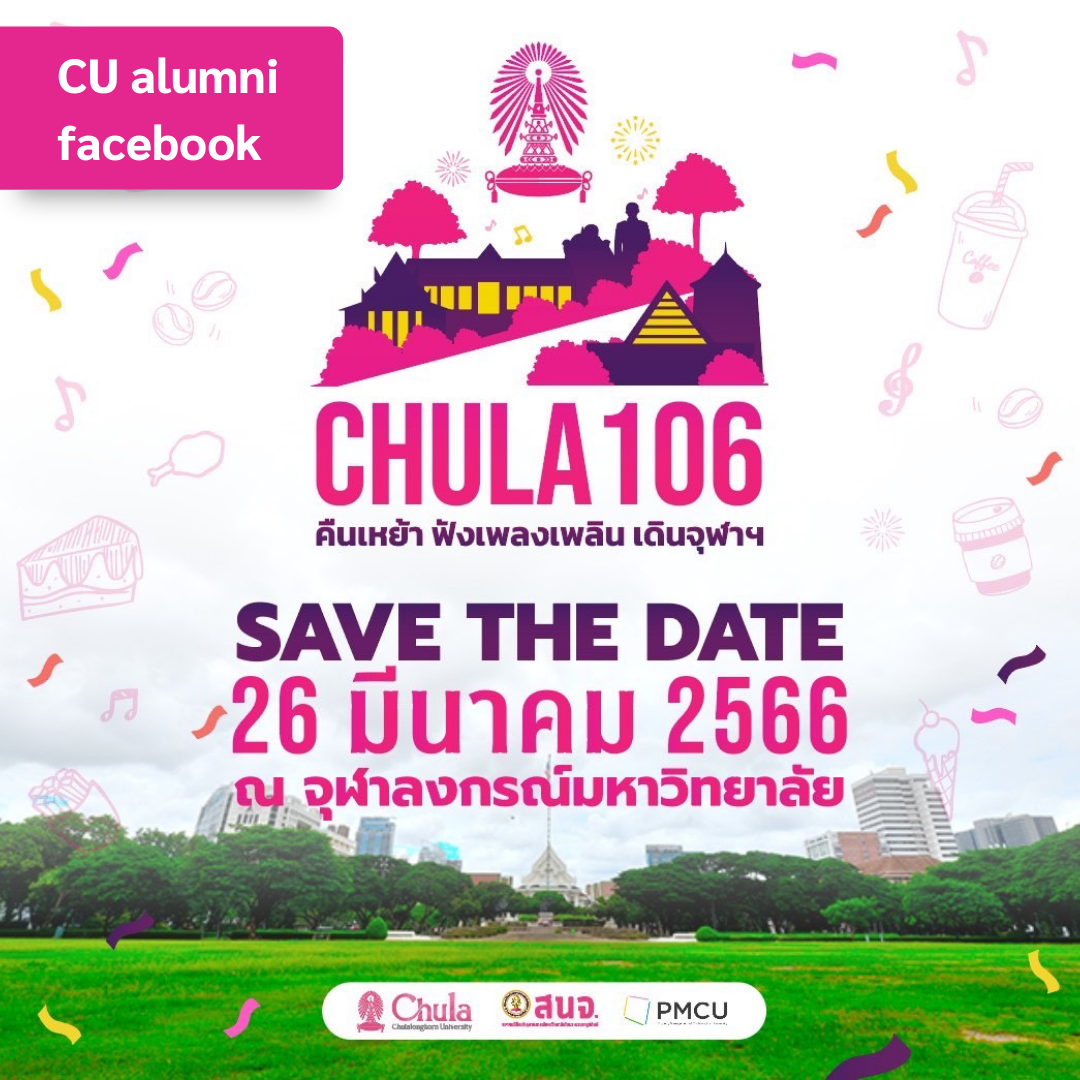 CU alumni
facebook
Coffee
CHULA106
คืนเหย้า ฟังเพลงเพลิน เดินจุฬาฯ
SAVE THE DATE
26 มีนาคม 2566
ณ จุฬาลงกรณ์มหาวิทยาลัย
Chula
Chulalongkorn University
สนจ.
PMCU